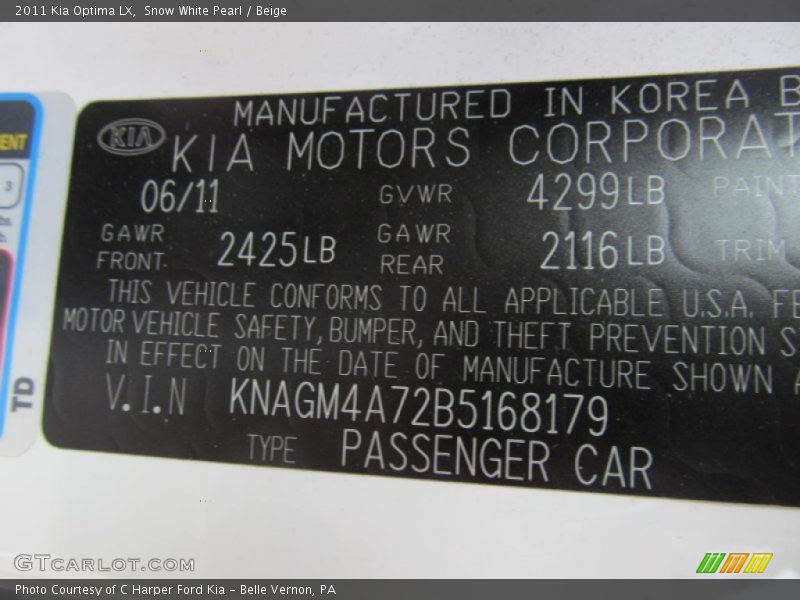 2011 Kia Optima LX, Snow White Pearl / Beige
MANUFACTURED IN KOREA B
KIA KIA MOTORS CORPORAT
06/11 GVWR 4299LB PAINT
GAWR FRONT 2425LB GAWR REAR 2116LB TRIM
THIS VEHICLE CONFORMS TO ALL APPLICABLE U.S.A. FE
MOTOR VEHICLE SAFETY, BUMPER, AND THEFT PREVENTION S
IN EFFECT ON THE DATE OF MANUFACTURE SHOWN A
V.I.N KNAGM4A72B5168179
TYPE PASSENGER CAR
ENT
3
TD
GTCARLOT.COM
Photo Courtesy of C Harper Ford Kia - Belle Vernon, PA